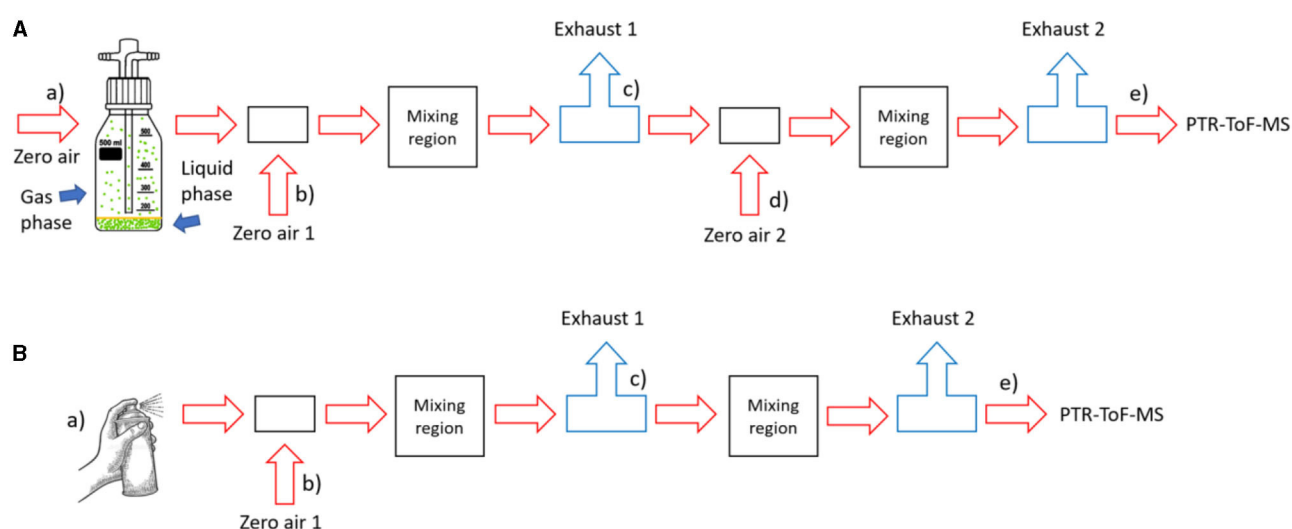 A
Exhaust 1
Exhaust 2
a)
c)
e)
Zero air
500 ml
500
400
300
200
Mixing
region
Mixing
region
PTR-ToF-MS
Gas
phase
Liquid
phase
b)
d)
Zero air 1
Zero air 2
B
Exhaust 1
Exhaust 2
a)
c)
e)
Mixing
region
Mixing
region
PTR-ToF-MS
b)
Zero air 1